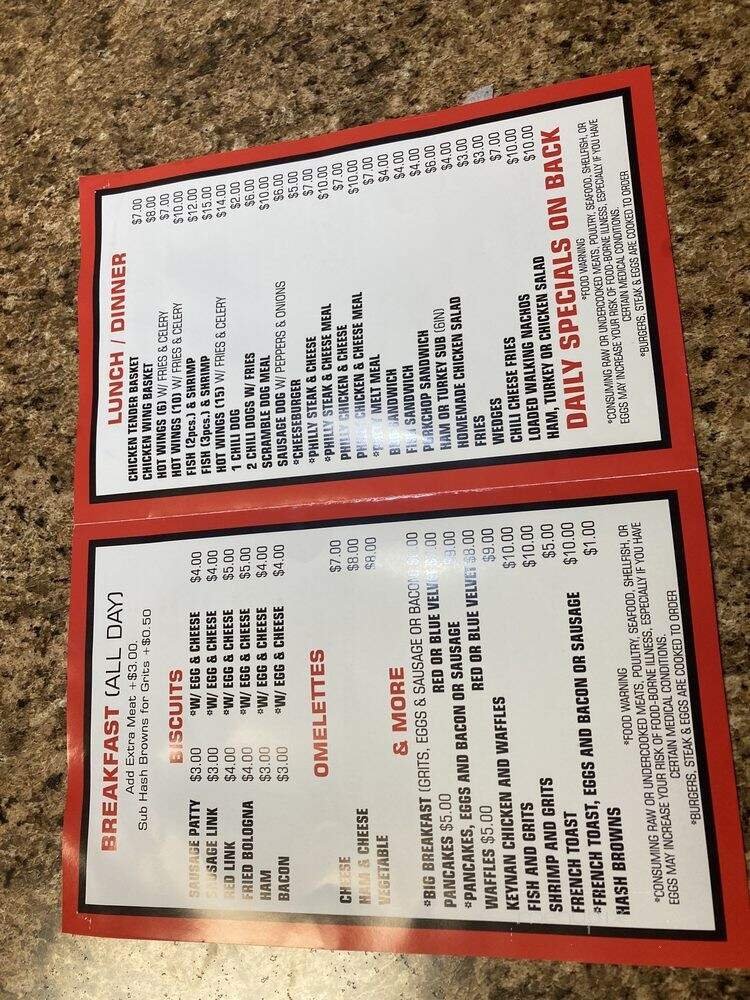 BREAKFAST (ALL DAY)
Add Extra Meat +$3.00.
Sub Hash Browns for Grits +$0.50
BISCUITS
SAUSAGE PATTY $3.00 *W/ EGG & CHEESE $4.00
SAUSAGE LINK $3.00 *W/ EGG & CHEESE $4.00
RED LINK $4.00 *W/ EGG & CHEESE $5.00
FRIED BOLOGNA $4.00 *W/ EGG & CHEESE $5.00
HAM $3.00 *W/ EGG & CHEESE $4.00
BACON $3.00 *W/ EGG & CHEESE $4.00
OMELETTES
CHEESE $7.00
HAM & CHEESE $8.00
VEGETABLE $8.00
& MORE
*BIG BREAKFAST (GRITS, EGGS & SAUSAGE OR BACON)
PANCAKES $5.00 RED OR BLUE VELVET
*PANCAKES, EGGS AND BACON OR SAUSAGE $9.00
WAFFLES $5.00 RED OR BLUE VELVET $8.00
KEYNAN CHICKEN AND WAFFLES $9.00
FISH AND GRITS $10.00
SHRIMP AND GRITS $10.00
FRENCH TOAST $5.00
*FRENCH TOAST, EGGS AND BACON OR SAUSAGE $10.00
HASH BROWNS $1.00
*FOOD WARNING
*CONSUMING RAW OR UNDERCOOKED MEATS, POULTRY, SEAFOOD, SHELLFISH, OR
EGGS MAY INCREASE YOUR RISK OF FOOD-BORNE ILLNESS, ESPECIALLY IF YOU HAVE
CERTAIN MEDICAL CONDITIONS.
*BURGERS, STEAK & EGGS ARE COOKED TO ORDER
LUNCH / DINNER
CHICKEN TENDER BASKET $7.00
CHICKEN WING BASKET $8.00
HOT WINGS (6) W/ FRIES & CELERY $7.00
HOT WINGS (10) W/ FRIES & CELERY $10.00
FISH (2pcs.) & SHRIMP $12.00
FISH (3pcs.) & SHRIMP $15.00
HOT WINGS (15) W/ FRIES & CELERY $14.00
1 CHILI DOG $2.00
2 CHILI DOGS W/ FRIES $6.00
SCRAMBLE DOG MEAL $10.00
SAUSAGE DOG W/ PEPPERS & ONIONS $6.00
*CHEESEBURGER $5.00
*PHILLY STEAK & CHEESE $7.00
*PHILLY STEAK & CHEESE MEAL $10.00
PHILLY CHICKEN & CHEESE $7.00
PHILLY CHICKEN & CHEESE MEAL $10.00
*PATTY MELT MEAL $7.00
SANDWICH $4.00
FISH SANDWICH $4.00
PORKCHOP SANDWICH $4.00
HAM OR TURKEY SUB (6IN) $6.00
HOMEMADE CHICKEN SALAD $4.00
FRIES $3.00
WEDGES $3.00
CHILI CHEESE FRIES $7.00
LOADED WALKING NACHOS $10.00
HAM, TURKEY OR CHICKEN SALAD $10.00
DAILY SPECIALS ON BACK
*FOOD WARNING
*CONSUMING RAW OR UNDERCOOKED MEATS, POULTRY, SEAFOOD, SHELLFISH, OR
EGGS MAY INCREASE YOUR RISK OF FOOD-BORNE ILLNESS, ESPECIALLY IF YOU HAVE
CERTAIN MEDICAL CONDITIONS.
*BURGERS, STEAK & EGGS ARE COOKED TO ORDER